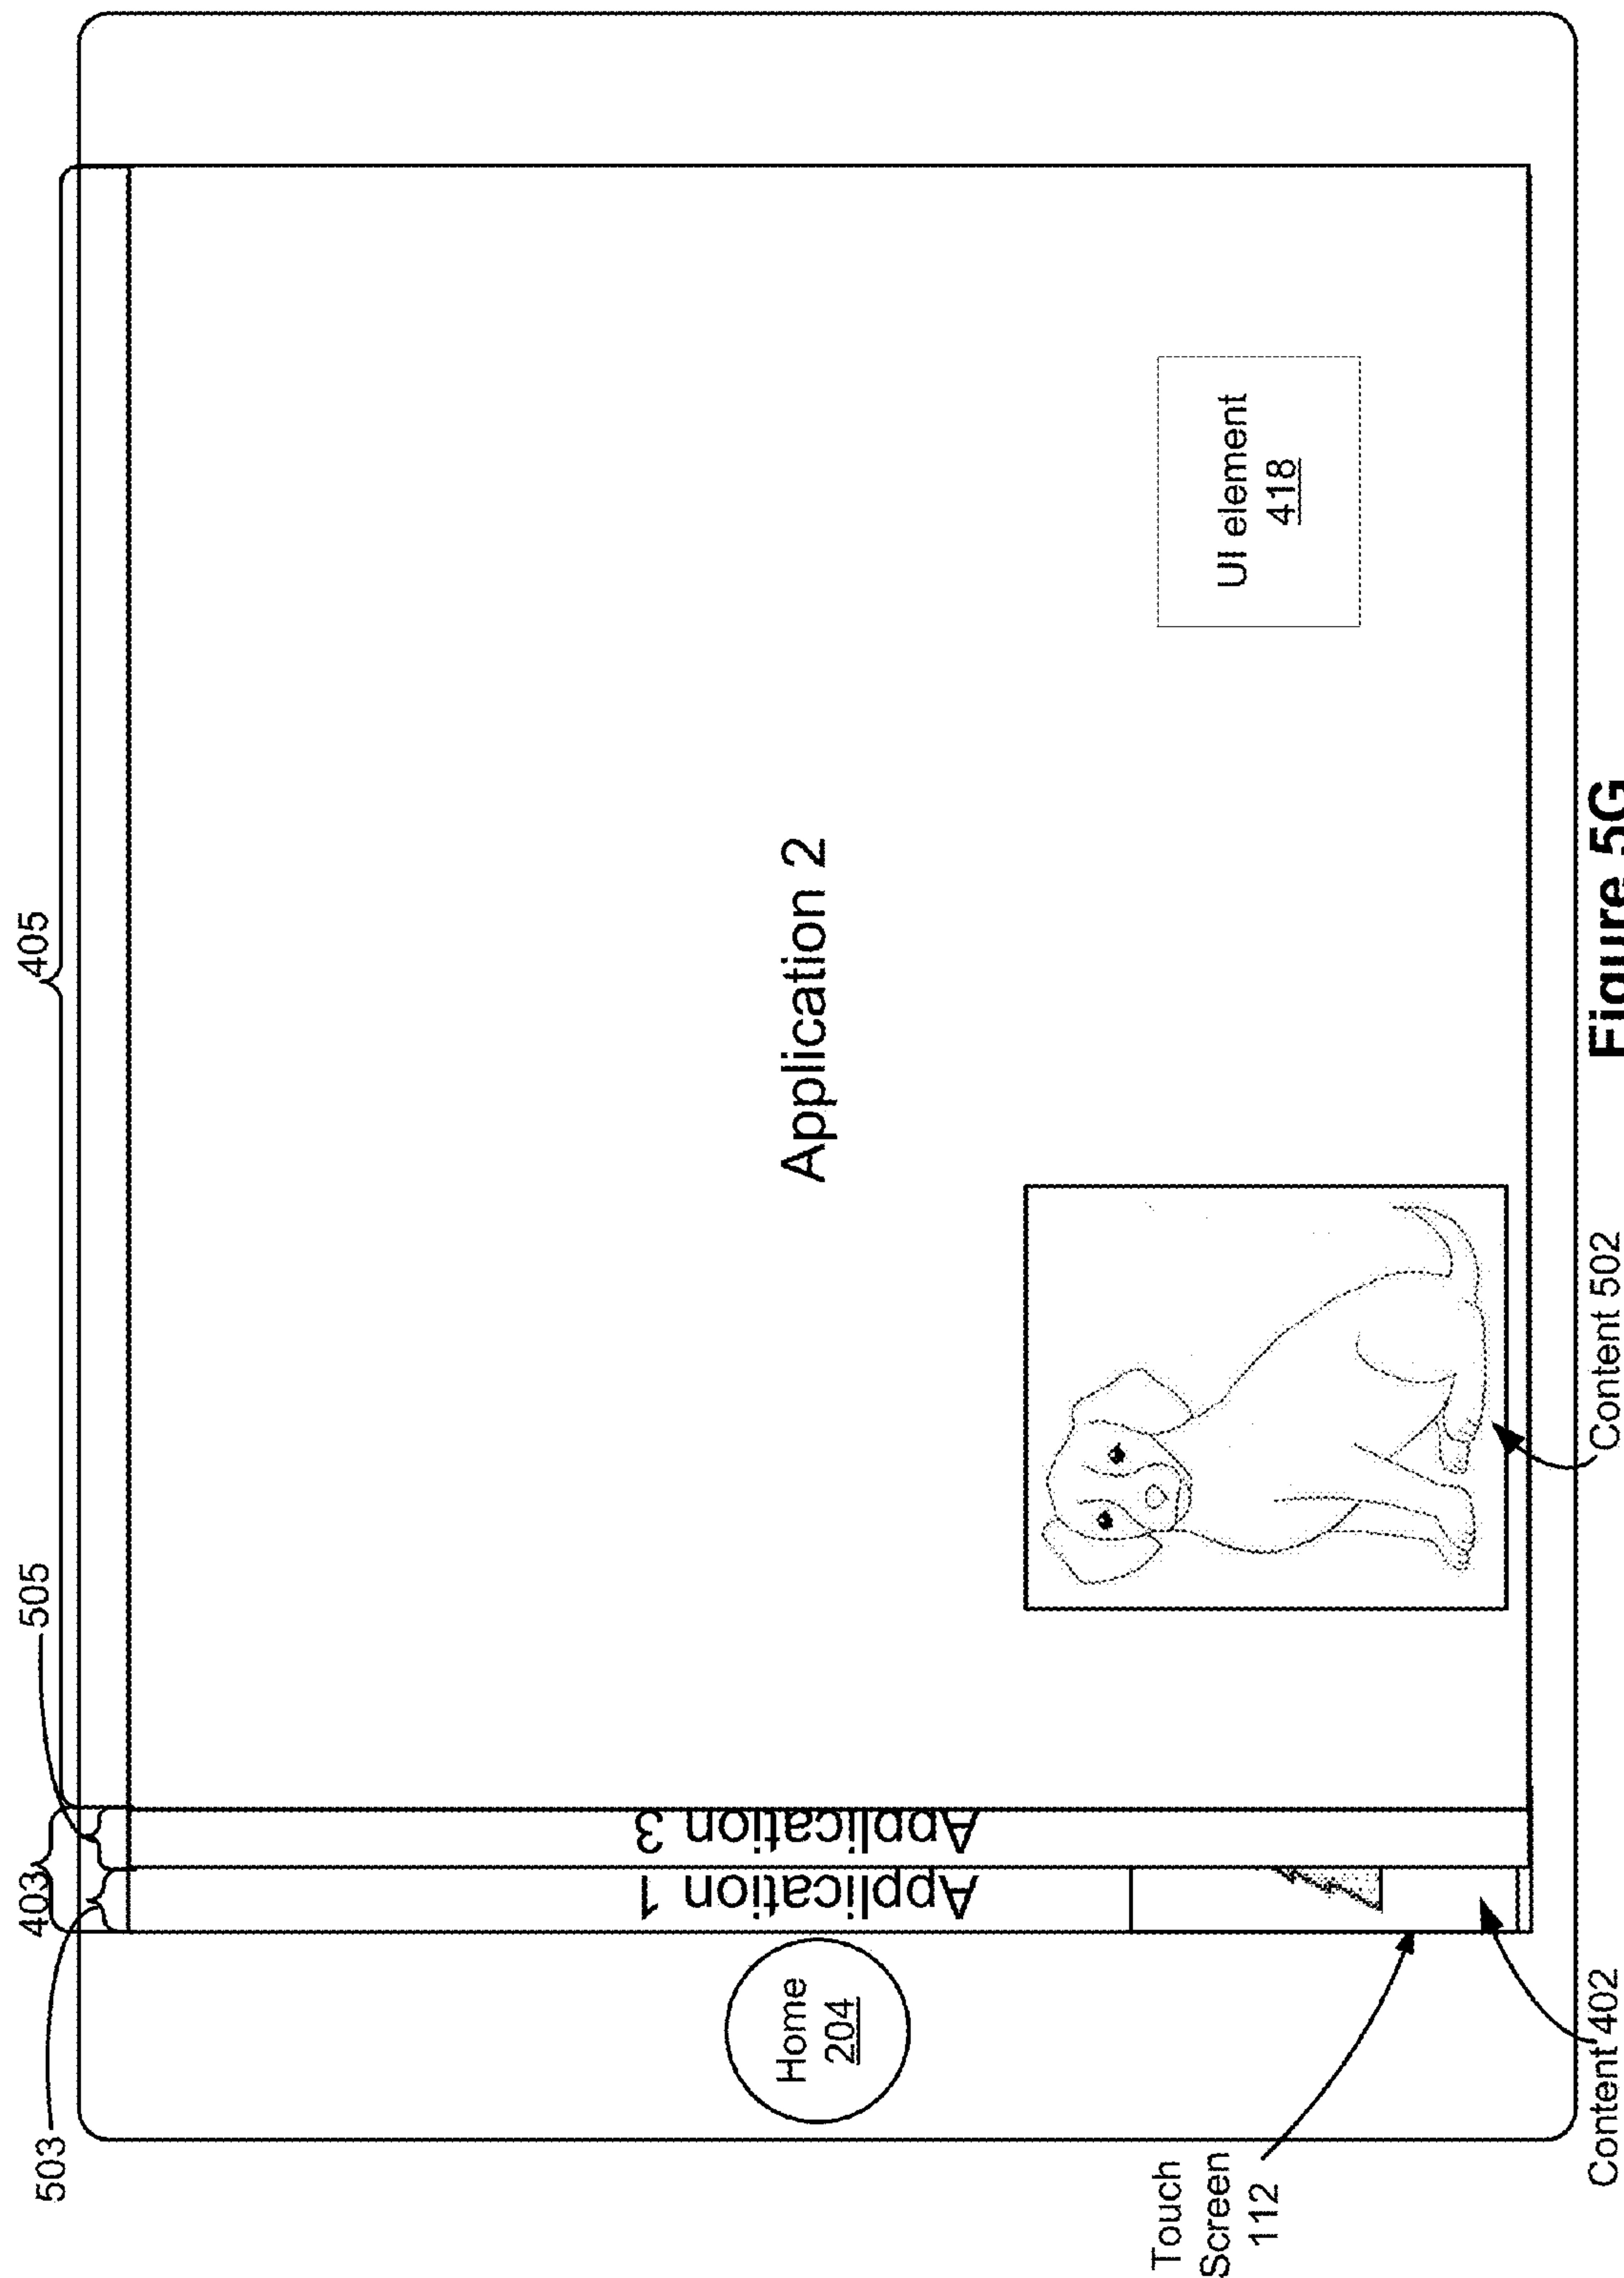 503
403
505
405
Application 1
Application 3
Application 2
Home
204
UI element
418
Touch
Screen
112
Content 402
Content 502
Figure 5G